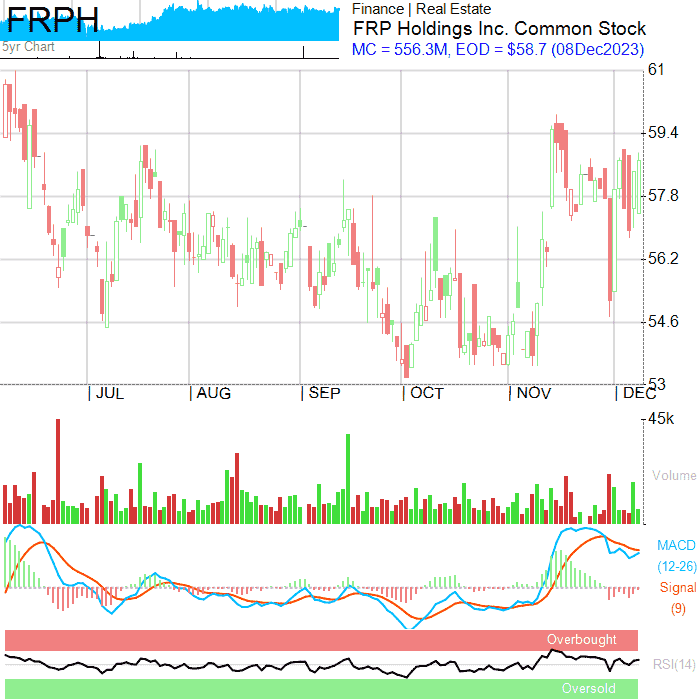 FRPH
5yr Chart
Finance | Real Estate
FRP Holdings Inc. Common Stock
MC = 556.3M, EOD = $58.7 (08Dec2023)
61
59.4
57.8
56.2
54.6
53
| JUL | AUG | SEP | OCT | NOV | DEC
45k
Volume
MACD
(12-26)
Signal
(9)
Overbought
RSI(14)
Oversold